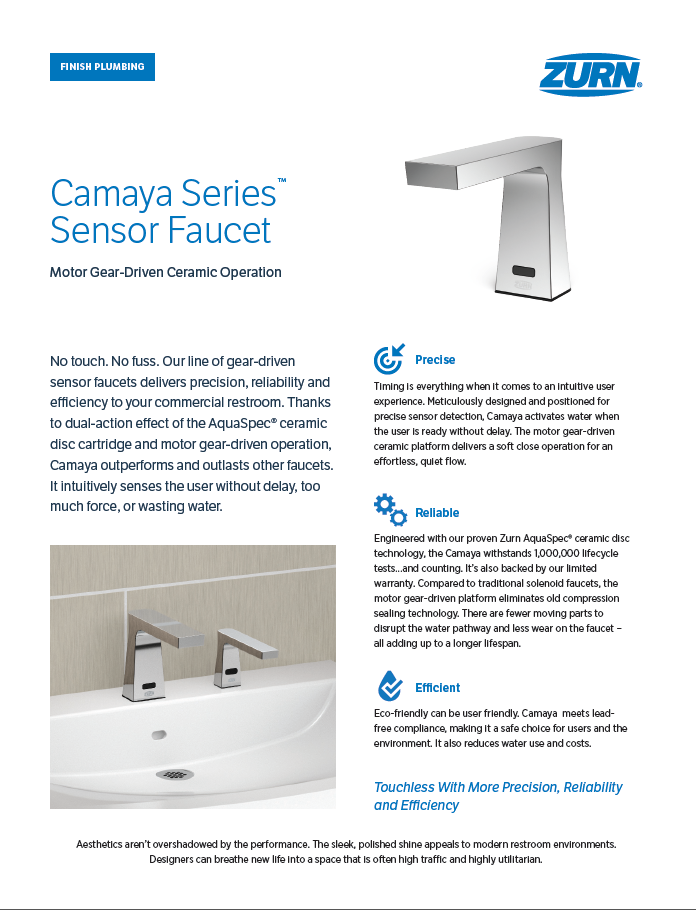 FINISH PLUMBING
ZURN®
Camaya Series™
Sensor Faucet
Motor Gear-Driven Ceramic Operation
No touch. No fuss. Our line of gear-driven
sensor faucets delivers precision, reliability and
efficiency to your commercial restroom. Thanks
to dual-action effect of the AquaSpec® ceramic
disc cartridge and motor gear-driven operation,
Camaya outperforms and outlasts other faucets.
It intuitively senses the user without delay, too
much force, or wasting water.
Precise
Timing is everything when it comes to an intuitive user
experience. Meticulously designed and positioned for
precise sensor detection, Camaya activates water when
the user is ready without delay. The motor gear-driven
ceramic platform delivers a soft close operation for an
effortless, quiet flow.
Reliable
Engineered with our proven Zurn AquaSpec® ceramic disc
technology, the Camaya withstands 1,000,000 lifecycle
tests...and counting. It's also backed by our limited
warranty. Compared to traditional solenoid faucets, the
motor gear-driven platform eliminates old compression
sealing technology. There are fewer moving parts to
disrupt the water pathway and less wear on the faucet –
all adding up to a longer lifespan.
Efficient
Eco-friendly can be user friendly. Camaya meets lead-
free compliance, making it a safe choice for users and the
environment. It also reduces water use and costs.
Touchless With More Precision, Reliability
and Efficiency
Aesthetics aren't overshadowed by the performance. The sleek, polished shine appeals to modern restroom environments.
Designers can breathe new life into a space that is often high traffic and highly utilitarian.